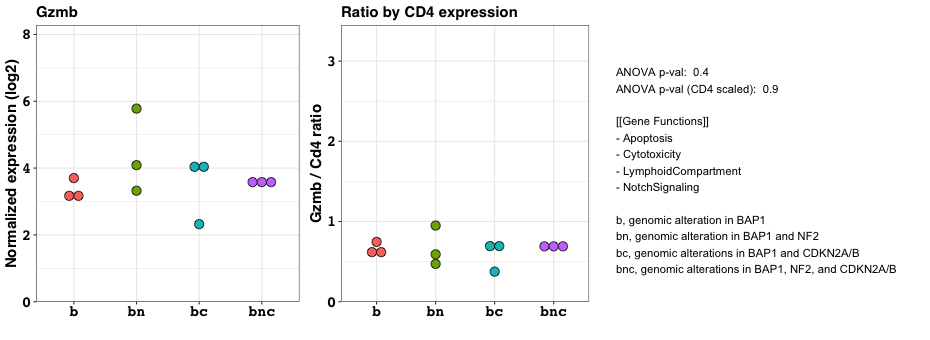 Gzmb
Normalized expression (log2)
8
6
4
2
0
b bn bc bnc
Ratio by CD4 expression
Gzmb / Cd4 ratio
3
2
1
0
b bn bc bnc
ANOVA p-val:  0.4
ANOVA p-val (CD4 scaled):  0.9
[[Gene Functions]]
- Apoptosis
- Cytotoxicity
- LymphoidCompartment
- NotchSignaling
b, genomic alteration in BAP1
bn, genomic alteration in BAP1 and NF2
bc, genomic alterations in BAP1 and CDKN2A/B
bnc, genomic alterations in BAP1, NF2, and CDKN2A/B